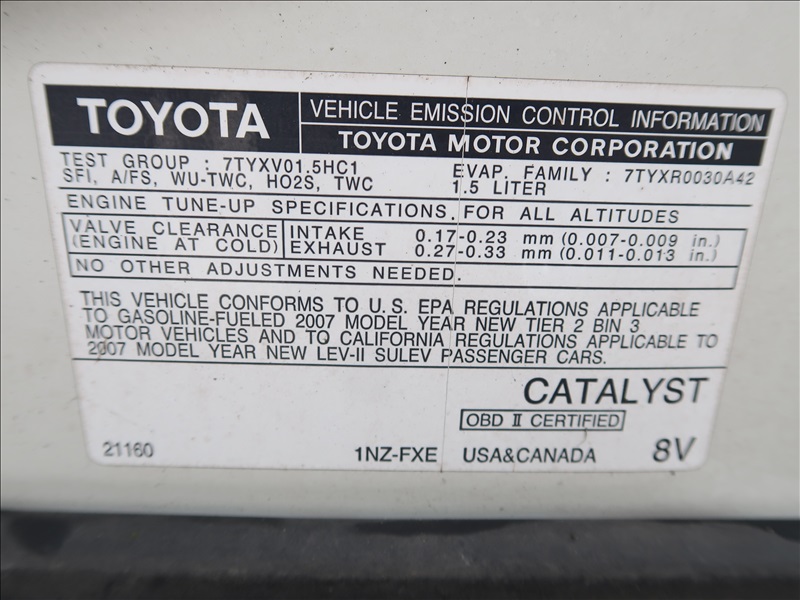 TOYOTA
VEHICLE EMISSION CONTROL INFORMATION
TOYOTA MOTOR CORPORATION
TEST GROUP : 7TYXV01.5HC1
SFI, A/FS, WU-TWC, HO2S, TWC
EVAP. FAMILY : 7TYXR0030A42
1.5 LITER
ENGINE TUNE-UP SPECIFICATIONS FOR ALL ALTITUDES
VALVE CLEARANCE
(ENGINE AT COLD)
INTAKE 0.17-0.23 mm (0.007-0.009 in.)
EXHAUST 0.27-0.33 mm (0.011-0.013 in.)
NO OTHER ADJUSTMENTS NEEDED.
THIS VEHICLE CONFORMS TO U.S. EPA REGULATIONS APPLICABLE
TO GASOLINE-FUELED 2007 MODEL YEAR NEW TIER 2 BIN 3
MOTOR VEHICLES AND TO CALIFORNIA REGULATIONS APPLICABLE TO
2007 MODEL YEAR NEW LEV-II SULEV PASSENGER CARS.
CATALYST
OBD II CERTIFIED
21160 1NZ-FXE USA&CANADA 8V